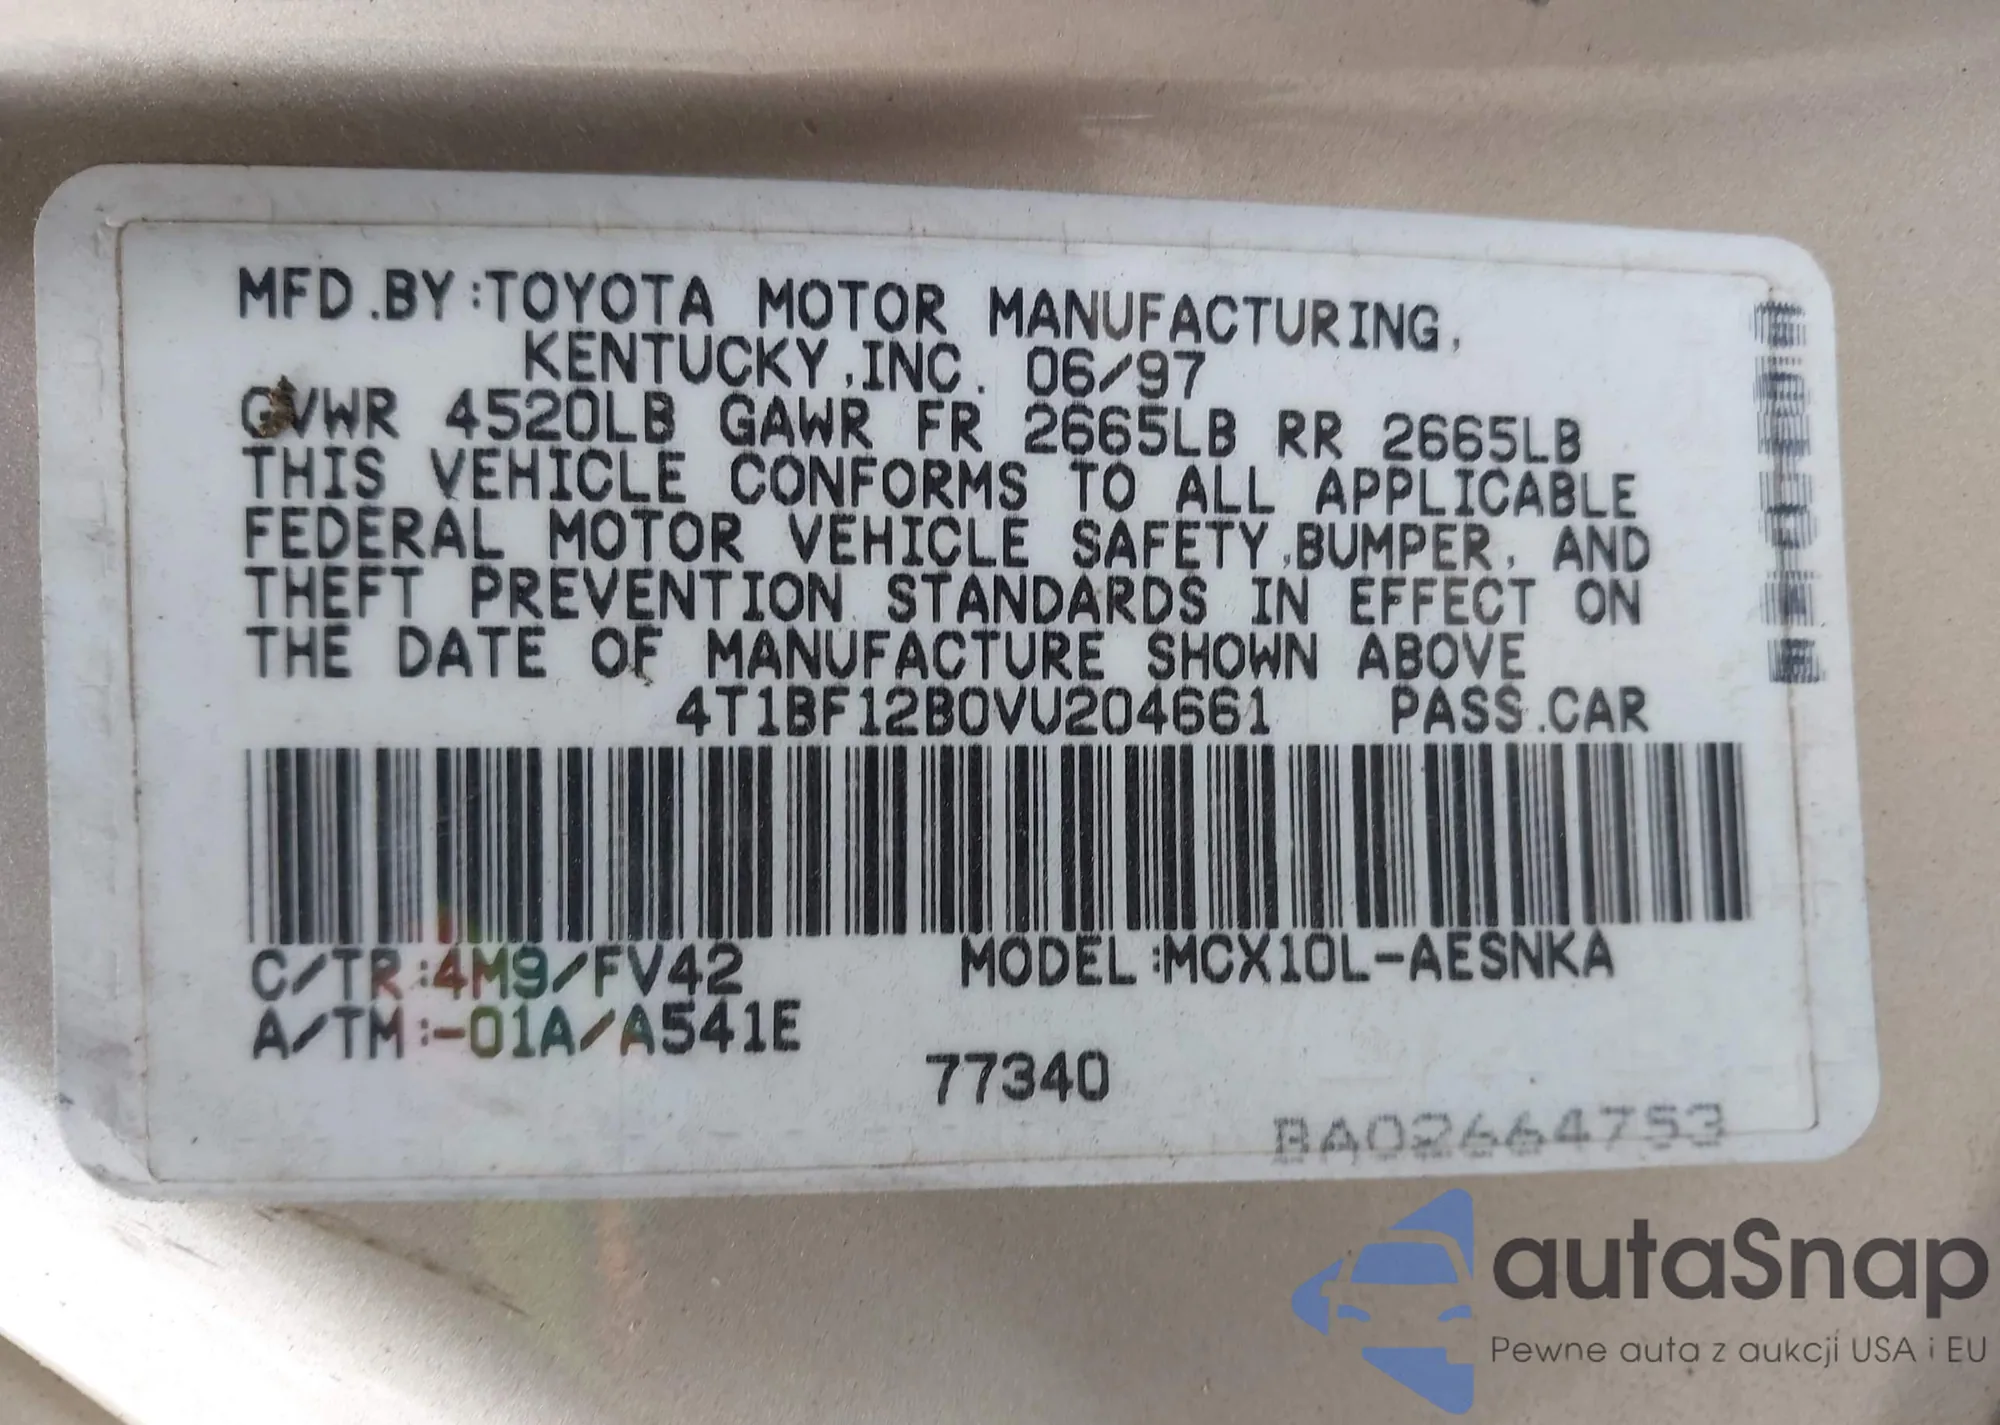 MFD.BY:TOYOTA MOTOR MANUFACTURING,
KENTUCKY,INC. 06/97
GVWR 4520LB GAWR FR 2665LB RR 2665LB
THIS VEHICLE CONFORMS TO ALL APPLICABLE
FEDERAL MOTOR VEHICLE SAFETY,BUMPER, AND
THEFT PREVENTION STANDARDS IN EFFECT ON
THE DATE OF MANUFACTURE SHOWN ABOVE
4T1BF12B0VU204661 PASS.CAR
C/TR:4M9/FV42 MODEL:MCX10L-AESNKA
A/TM:-01A/A541E
77340
BA02664753
autaSnap
Pewne auta z aukcji USA i EU